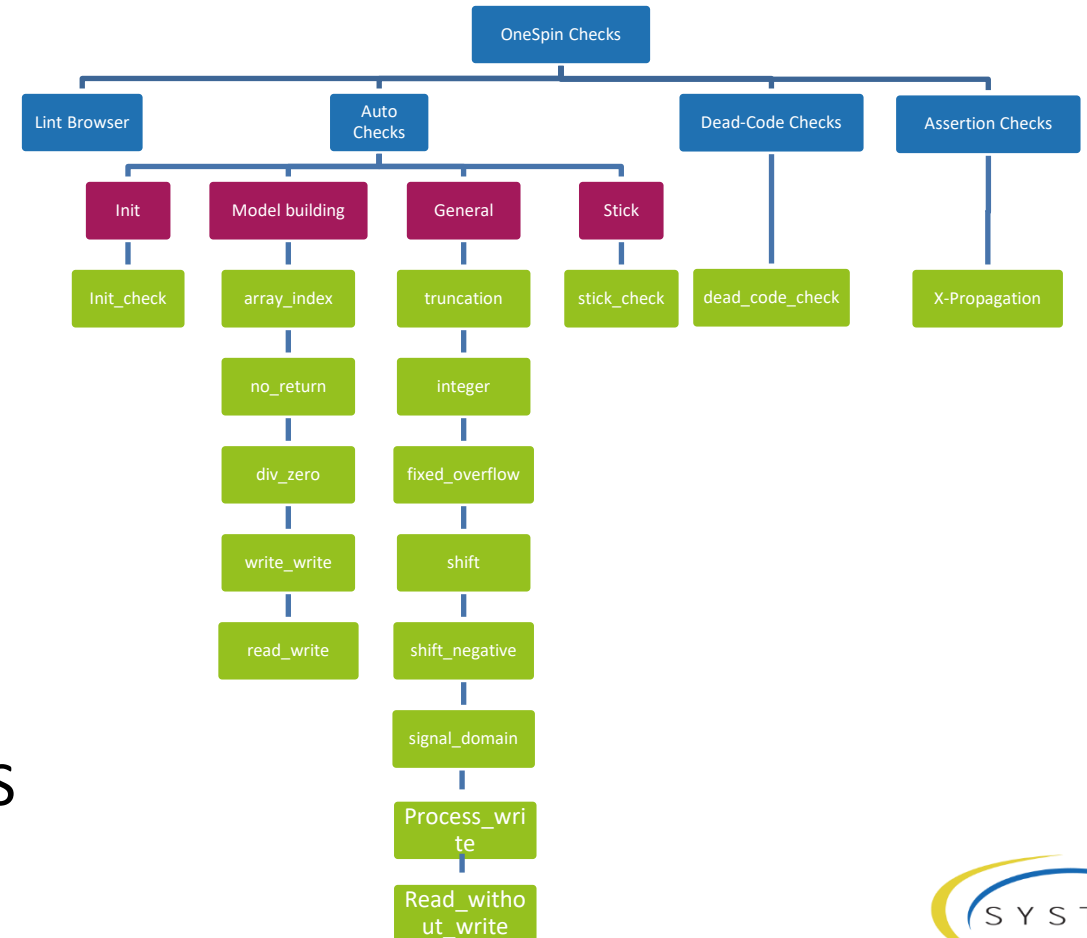 OneSpin Checks
Lint Browser
Auto
Checks
Dead-Code Checks
Assertion Checks
Init
Model building
General
Stick
Init_check
array_index
truncation
stick_check
dead_code_check
X-Propagation
no_return
integer
div_zero
fixed_overflow
write_write
shift
read_write
shift_negative
signal_domain
s
Process_wri
te
Read_witho
ut_write